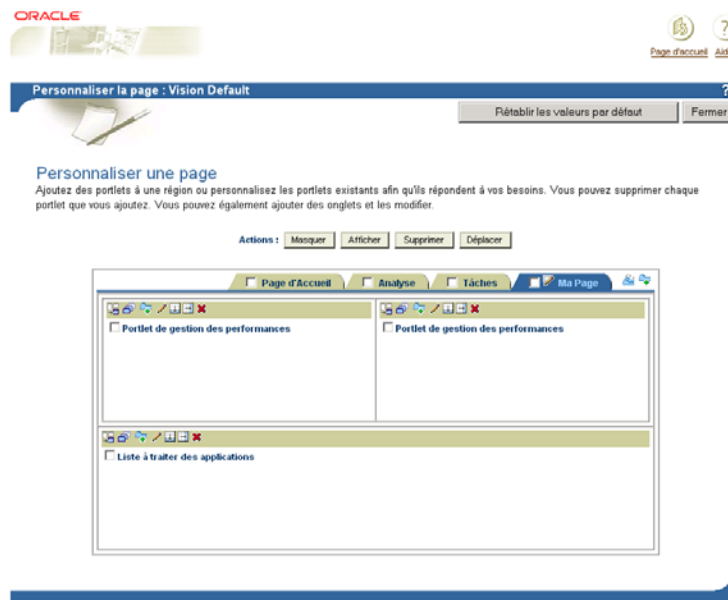 ORACLE
Page d'accueil Aid
Personnaliser la page : Vision Default ?
Rétablir les valeurs par défaut Fermer
Personnaliser une page
Ajoutez des portlets à une région ou personnalisez les portlets existants afin qu'ils répondent à vos besoins. Vous pouvez supprimer chaque
portlet que vous ajoutez. Vous pouvez également ajouter des onglets et les modifier.
Actions : Masquer Afficher Supprimer Déplacer
Page d'Accueil Analyse Tâches Ma Page
Portlet de gestion des performances Portlet de gestion des performances
Liste à traiter des applications